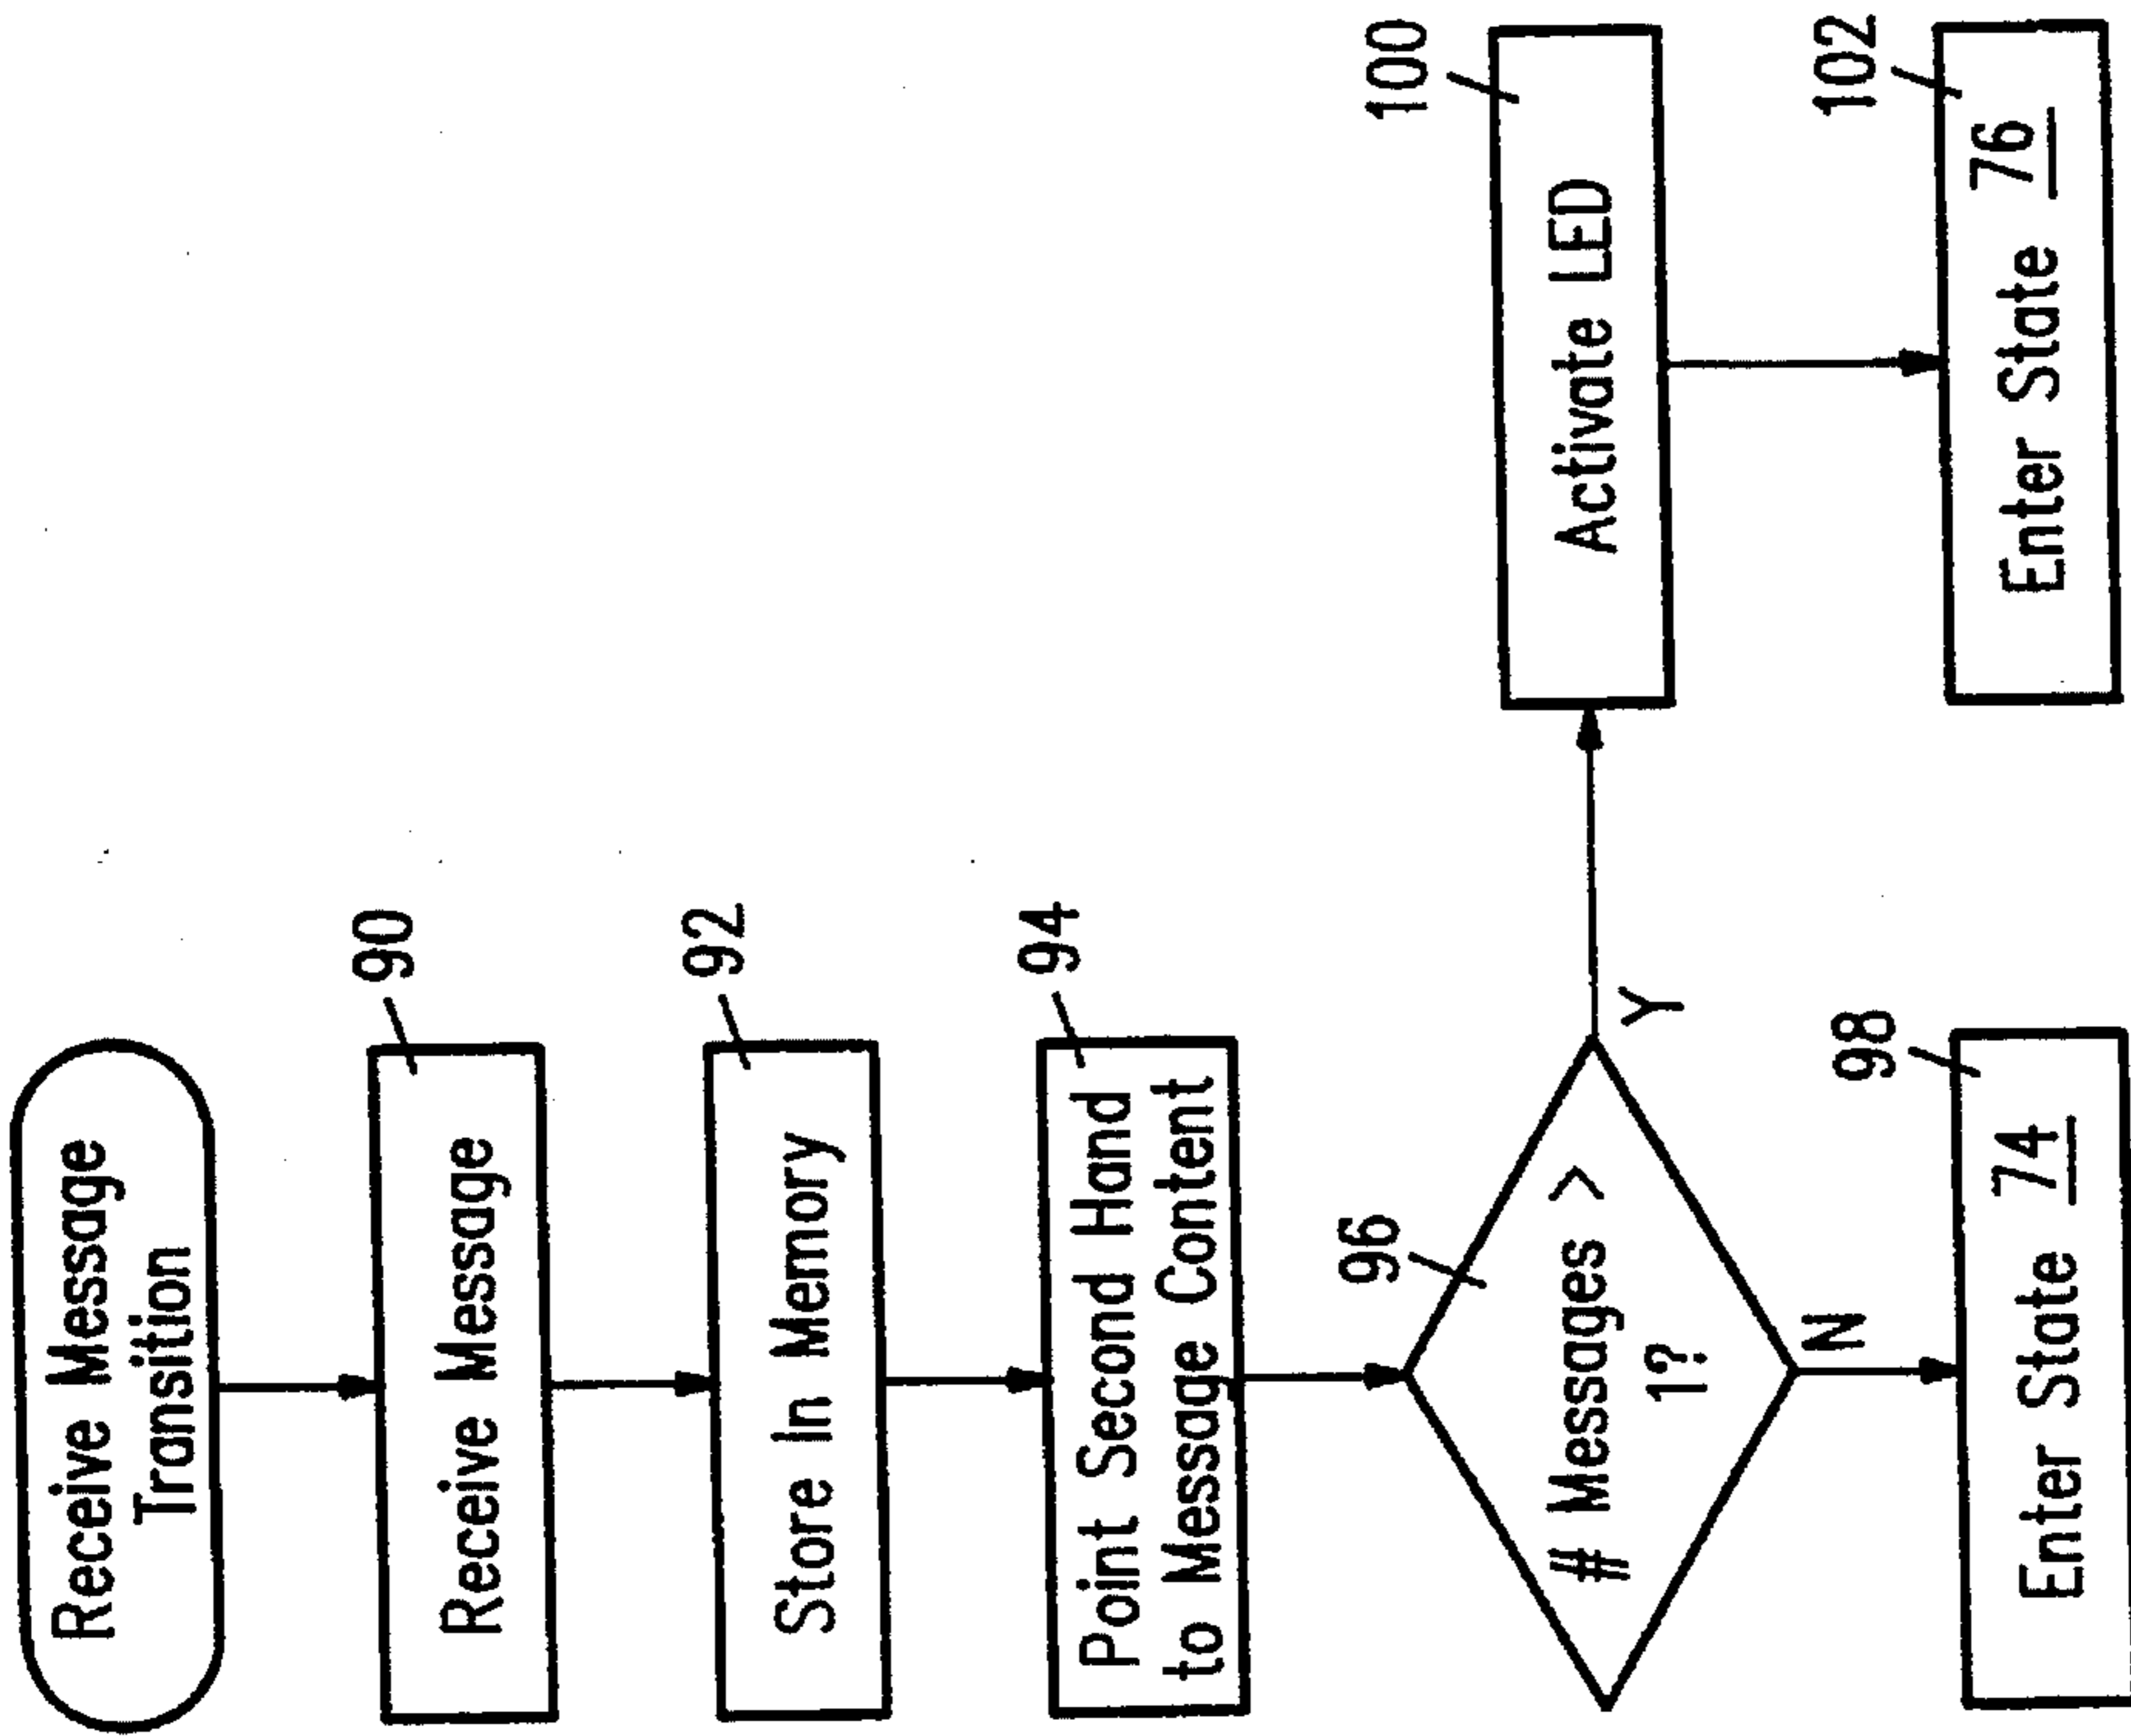 Receive Message
Transition
90
Receive Message
92
Store In Memory
94
Point Second Hand
to Message Content
96
# Messages >
1?
Y
N
98
Enter State 74
100
Activate LED
102
Enter State 76